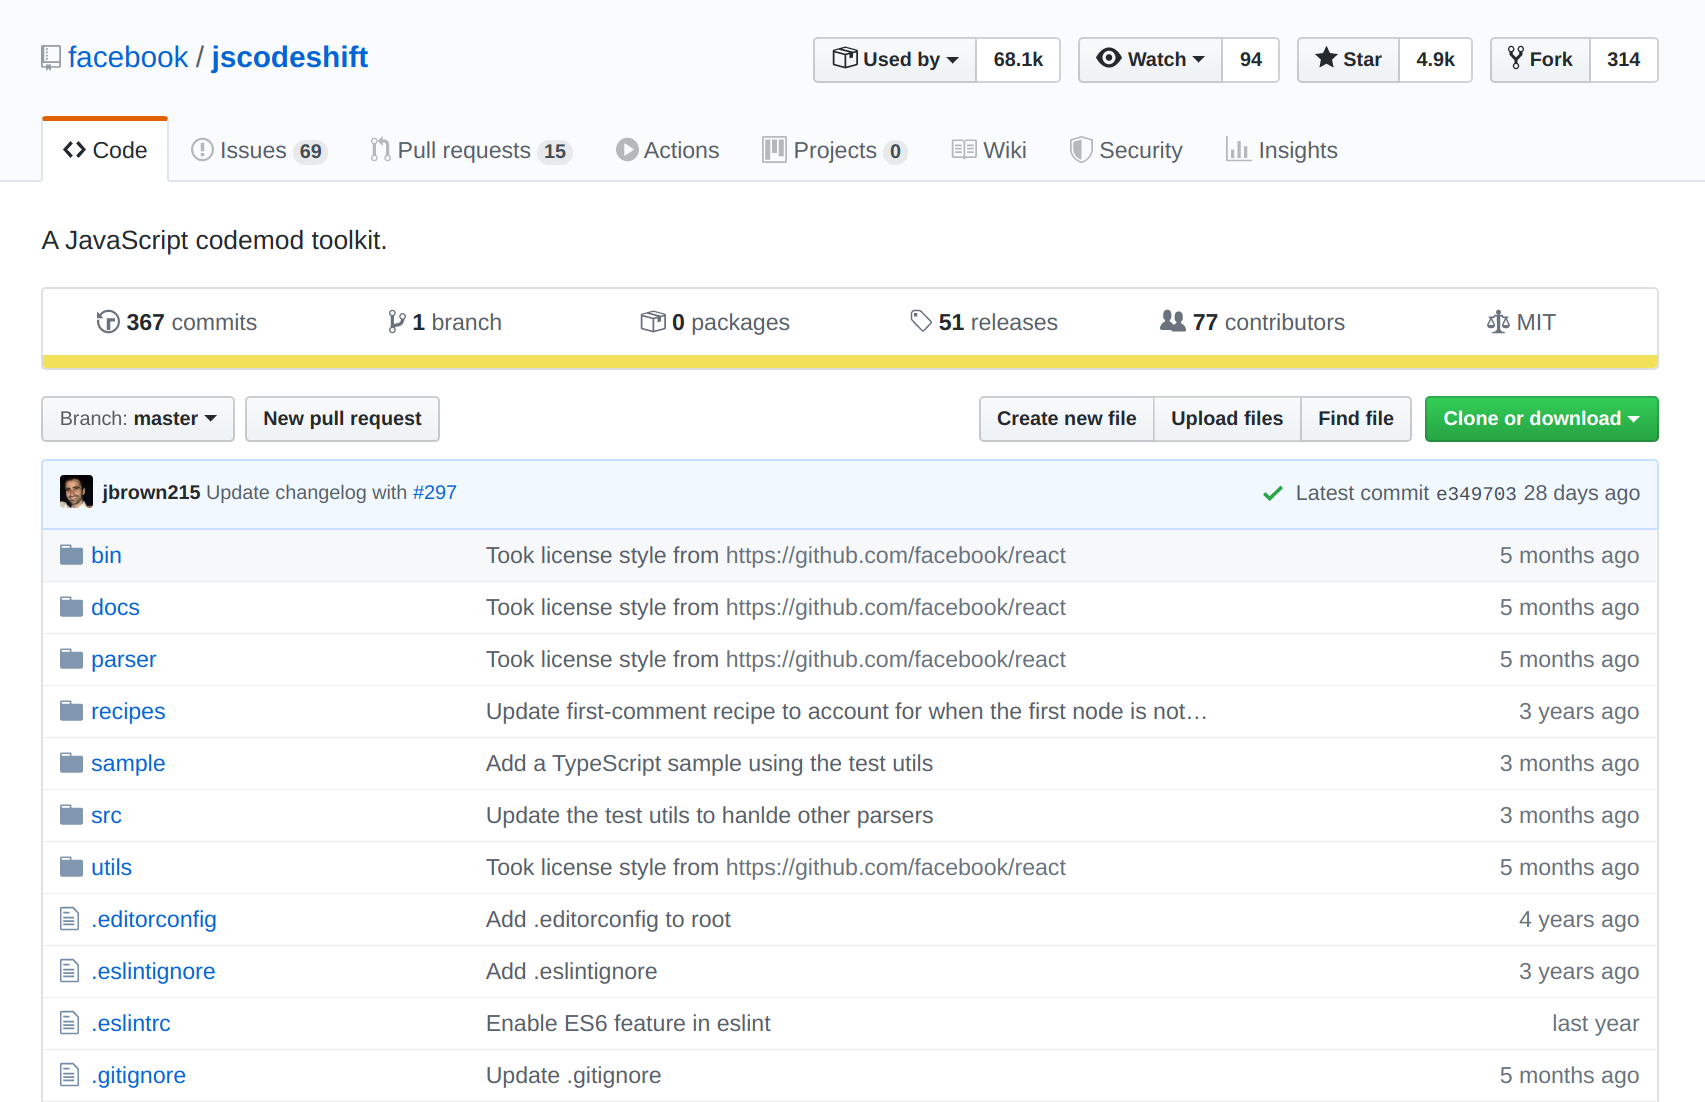 facebook / jscodeshift
Used by 68.1k Watch 94 Star 4.9k Fork 314
Code Issues 69 Pull requests 15 Actions Projects 0 Wiki Security Insights
A JavaScript codemod toolkit.
367 commits 1 branch 0 packages 51 releases 77 contributors MIT
Branch: master New pull request Create new file Upload files Find file Clone or download
jbrown215 Update changelog with #297 Latest commit e349703 28 days ago
bin Took license style from https://github.com/facebook/react 5 months ago
docs Took license style from https://github.com/facebook/react 5 months ago
parser Took license style from https://github.com/facebook/react 5 months ago
recipes Update first-comment recipe to account for when the first node is not… 3 years ago
sample Add a TypeScript sample using the test utils 3 months ago
src Update the test utils to hanlde other parsers 3 months ago
utils Took license style from https://github.com/facebook/react 5 months ago
.editorconfig Add .editorconfig to root 4 years ago
.eslintignore Add .eslintignore 3 years ago
.eslintrc Enable ES6 feature in eslint last year
.gitignore Update .gitignore 5 months ago